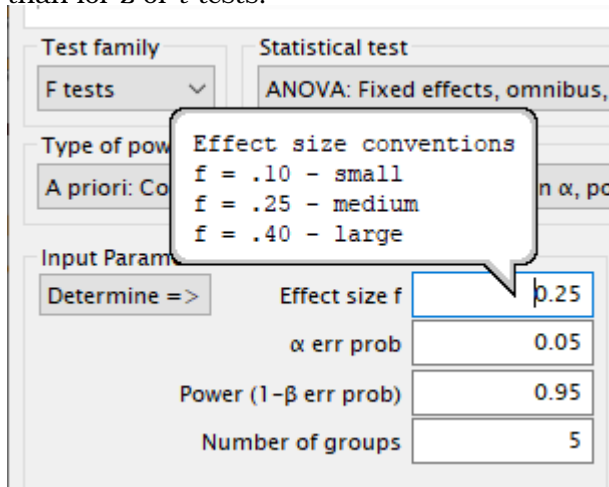 than for z or t-tests.
Test family
Statistical test
F tests
ANOVA: Fixed effects, omnibus,
Type of pow
A priori: Co
n α, po
Effect size conventions
f = .10 - small
f = .25 - medium
f = .40 - large
Input Param
Determine =>
Effect size f
0.25
α err prob
0.05
Power (1-β err prob)
0.95
Number of groups
5